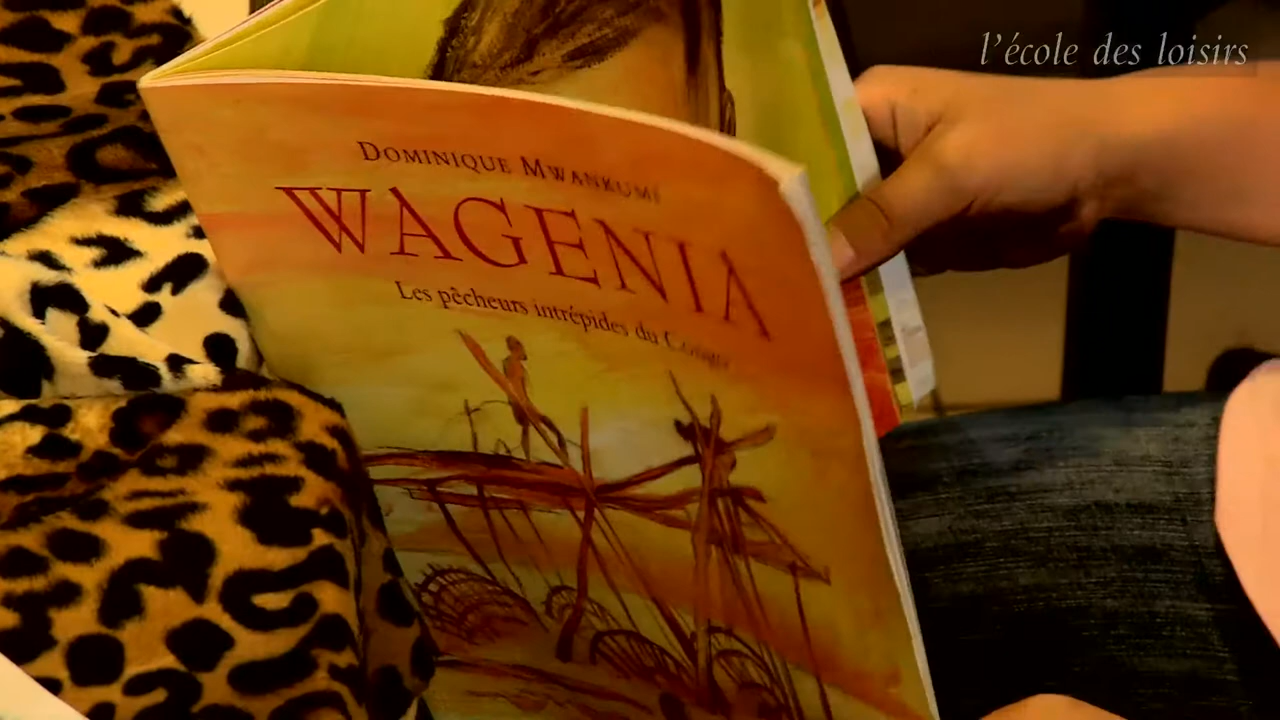 l'école des loisirs
DOMINIQUE MWANKUMI
WAGENIA
Les pêcheurs intrépides du Congo